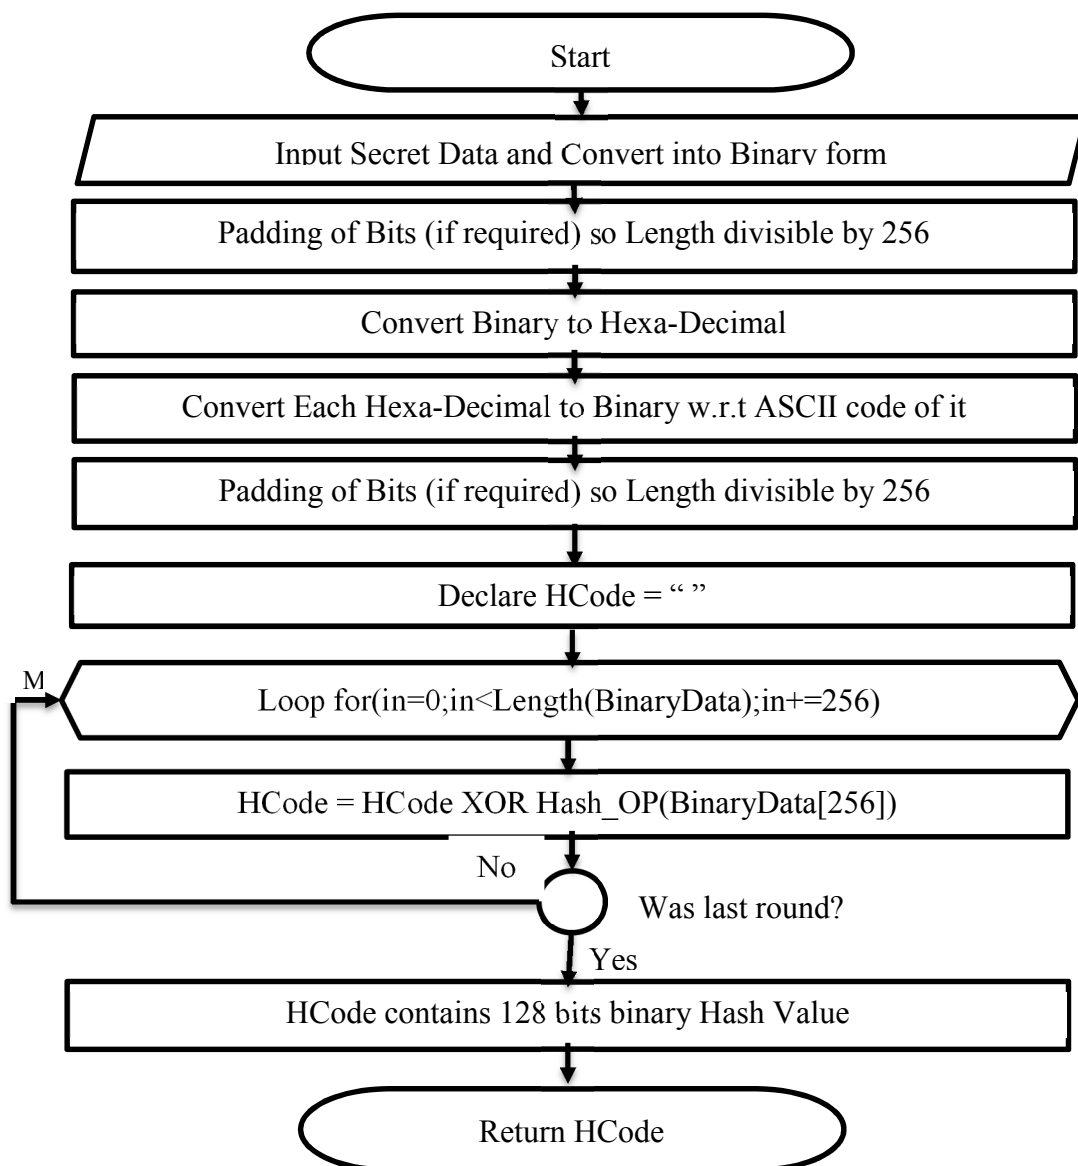 Start
Input Secret Data and Convert into Binary form
Padding of Bits (if required) so Length divisible by 256
Convert Binary to Hexa-Decimal
Convert Each Hexa-Decimal to Binary w.r.t ASCII code of it
Padding of Bits (if required) so Length divisible by 256
Declare HCode = “ ”
M
Loop for(in=0;in<Length(BinaryData);in+=256)
HCode = HCode XOR Hash_OP(BinaryData[256])
No
Was last round?
Yes
HCode contains 128 bits binary Hash Value
Return HCode